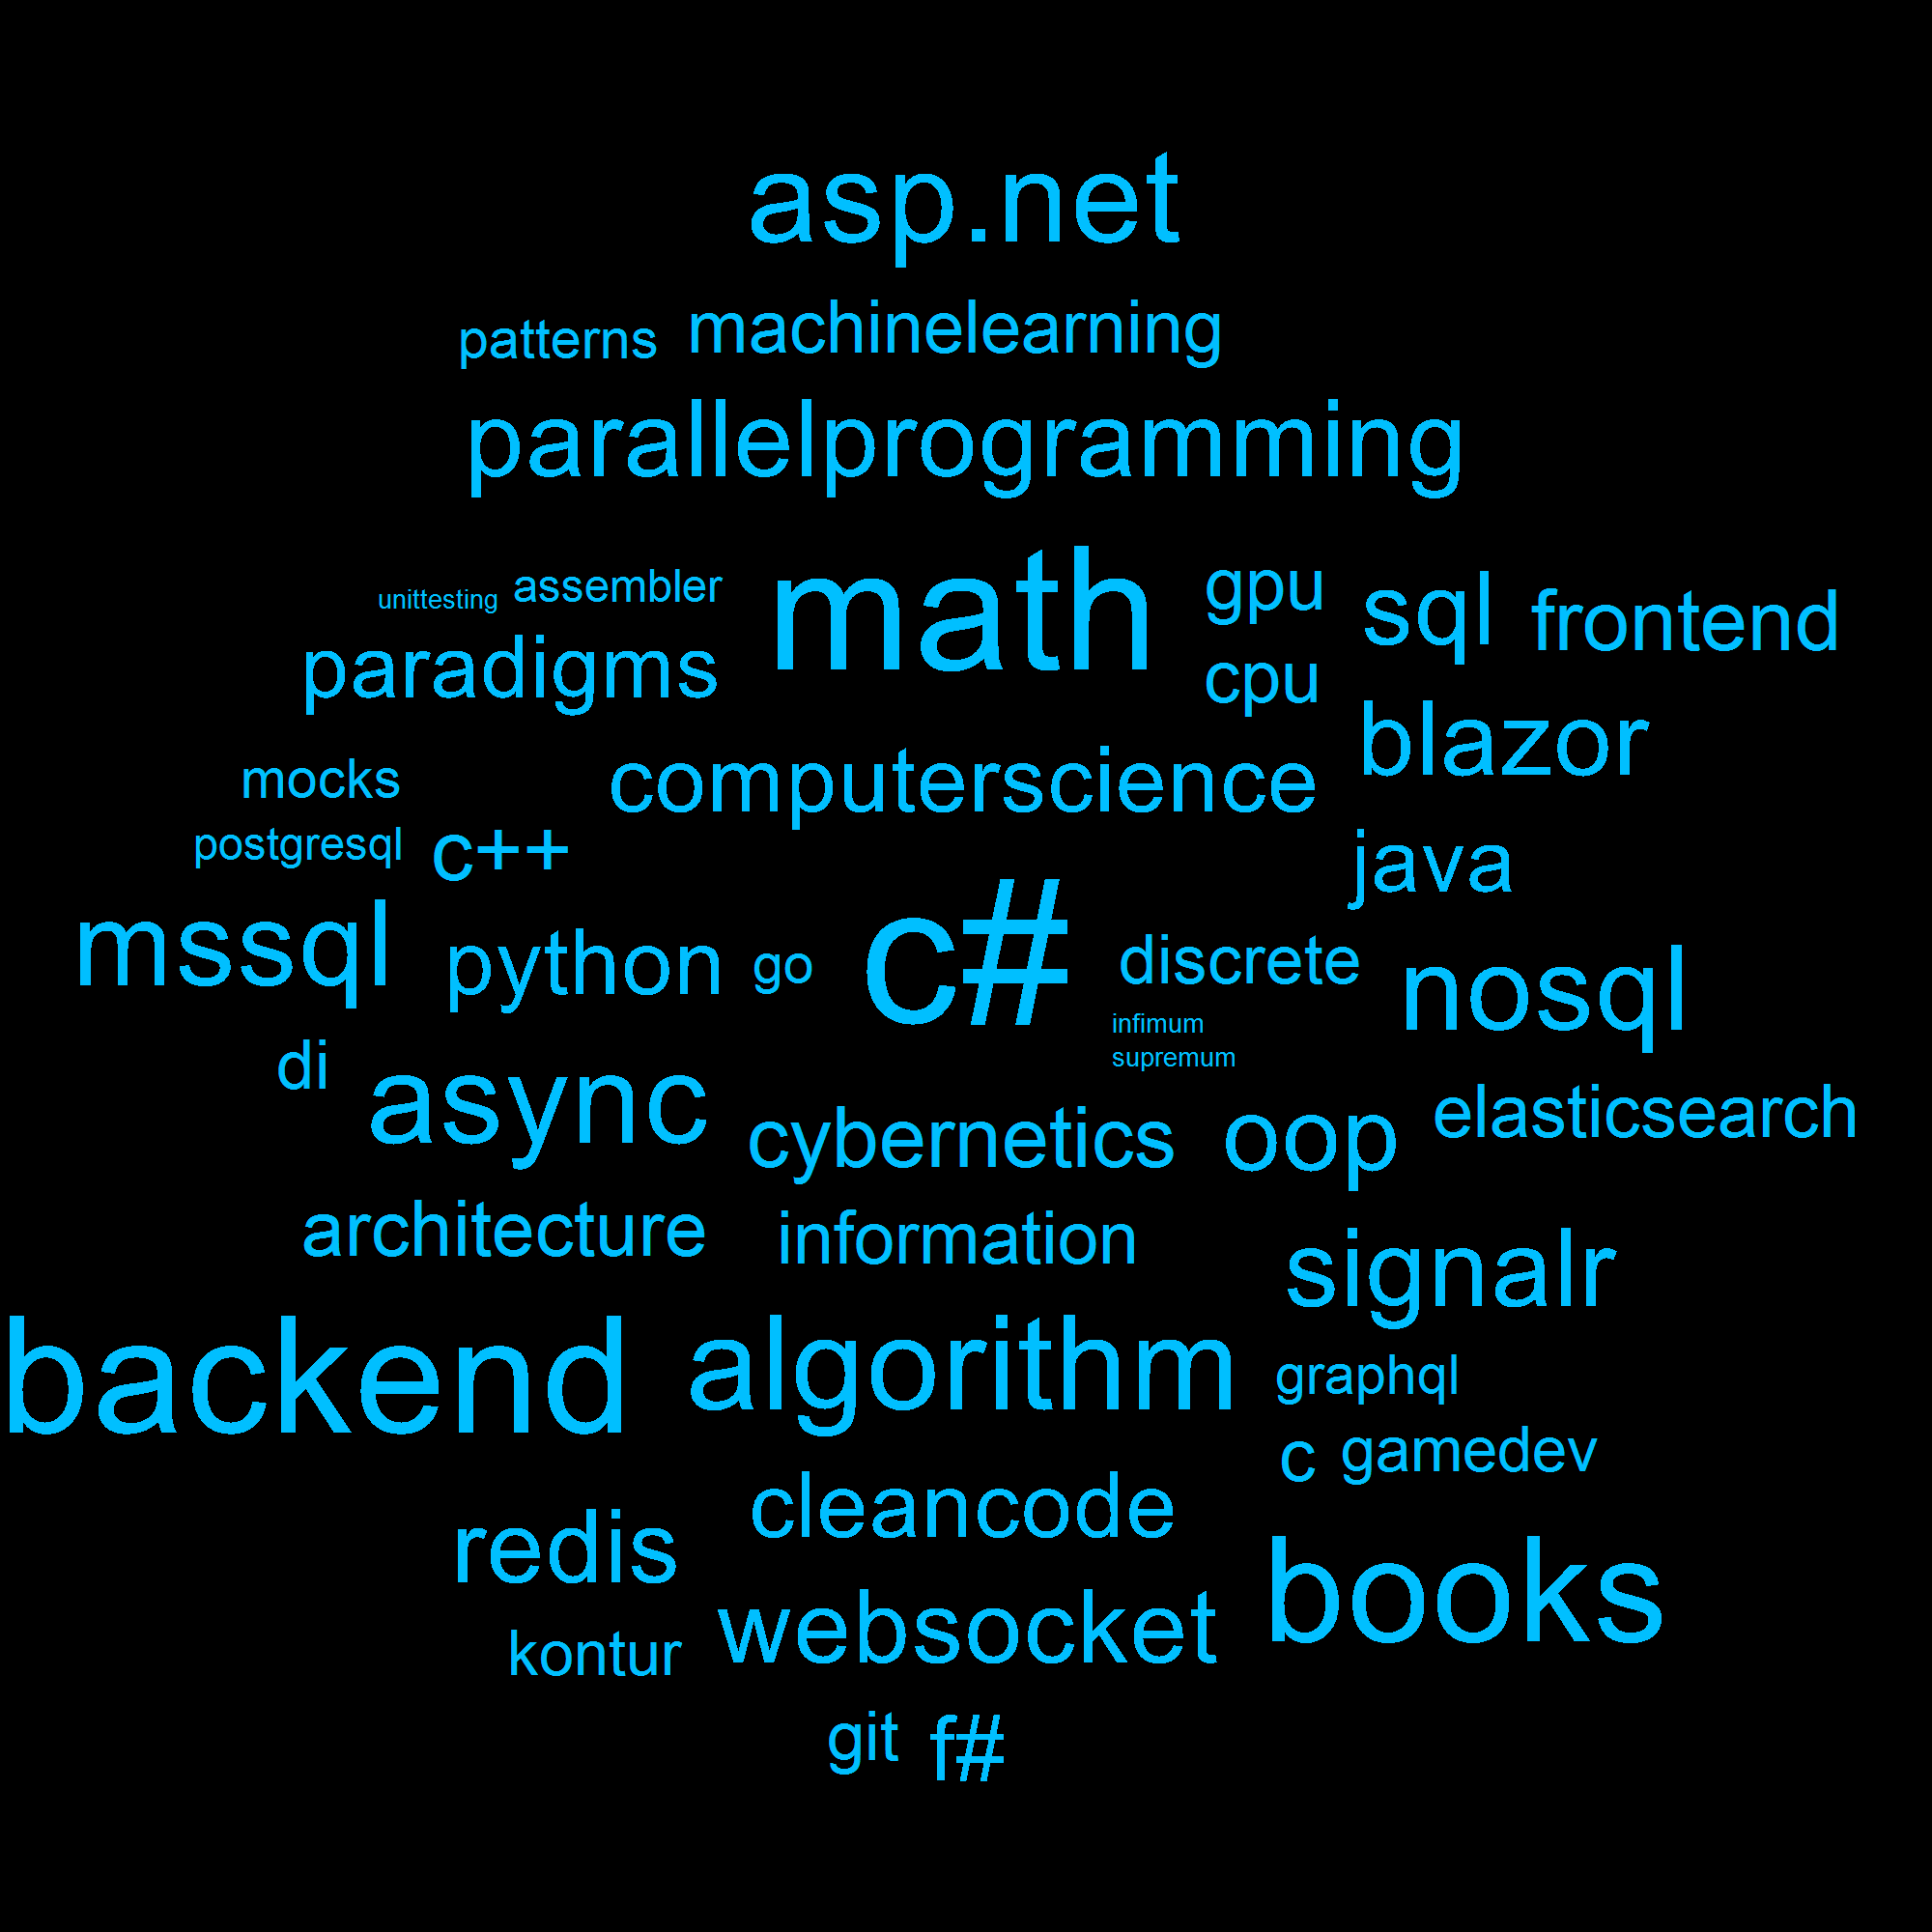 asp.net
patterns machinelearning
parallelprogramming
unittesting assembler math gpu sql frontend
paradigms cpu
blazor
mocks computerscience
postgresql c++ java
mssql python go c# discrete nosql
infimum
supremum
di async cybernetics oop elasticsearch
architecture information signalr
backend algorithm graphql
c gamedev
redis cleancode books
kontur websocket
git f#